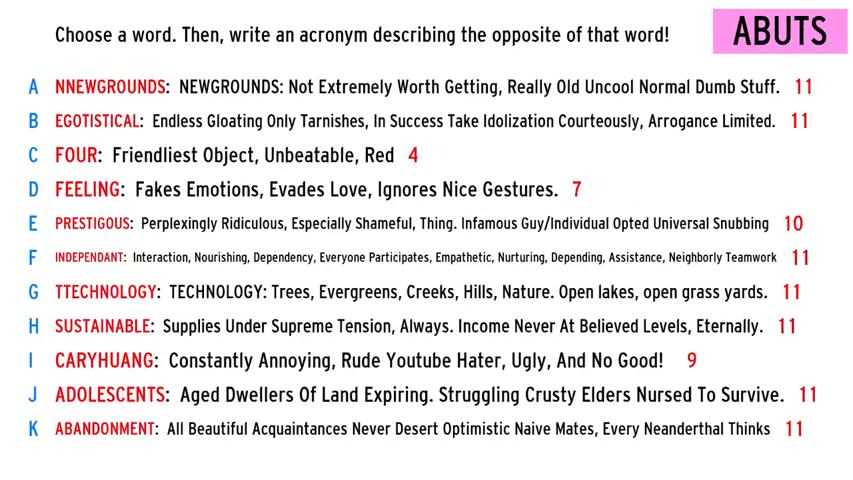 Choose a word. Then, write an acronym describing the opposite of that word! ABUTS
A NNEWGROUNDS: NEWGROUNDS: Not Extremely Worth Getting, Really Old Uncool Normal Dumb Stuff. 11
B EGOTISTICAL: Endless Gloating Only Tarnishes, In Success Take Idolization Courteously, Arrogance Limited. 11
C FOUR: Friendliest Object, Unbeatable, Red 4
D FEELING: Fakes Emotions, Evades Love, Ignores Nice Gestures. 7
E PRESTIGOUS: Perplexingly Ridiculous, Especially Shameful, Thing. Infamous Guy/Individual Opted Universal Snubbing 10
F INDEPENDANT: Interaction, Nourishing, Dependency, Everyone Participates, Empathetic, Nurturing, Depending, Assistance, Neighborly Teamwork 11
G TTECHNOLOGY: TECHNOLOGY: Trees, Evergreens, Creeks, Hills, Nature. Open lakes, open grass yards. 11
H SUSTAINABLE: Supplies Under Supreme Tension, Always. Income Never At Believed Levels, Eternally. 11
I CARYHUANG: Constantly Annoying, Rude Youtube Hater, Ugly, And No Good! 9
J ADOLESCENTS: Aged Dwellers Of Land Expiring. Struggling Crusty Elders Nursed To Survive. 11
K ABANDONMENT: All Beautiful Acquaintances Never Desert Optimistic Naive Mates, Every Neanderthal Thinks 11